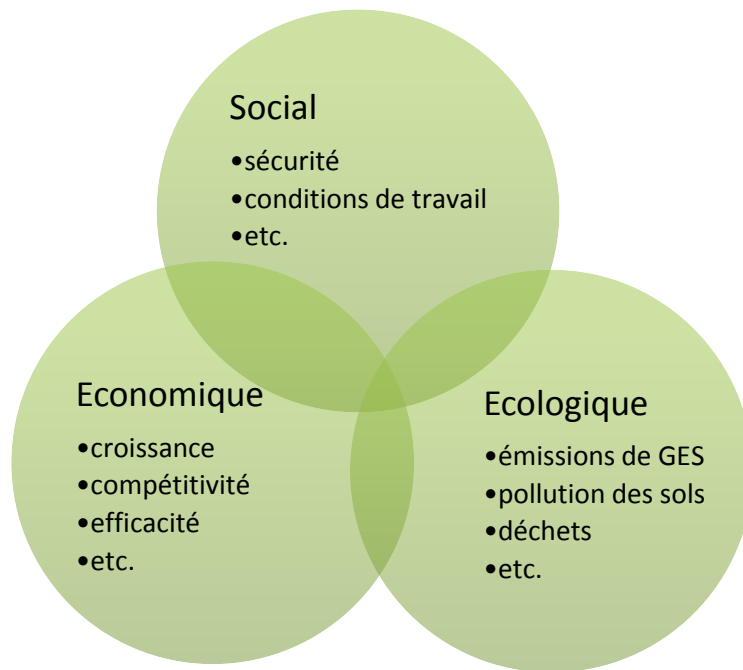 Social
•sécurité
•conditions de travail
•etc.
Economique
•croissance
•compétitivité
•efficacité
•etc.
Ecologique
•émissions de GES
•pollution des sols
•déchets
•etc.